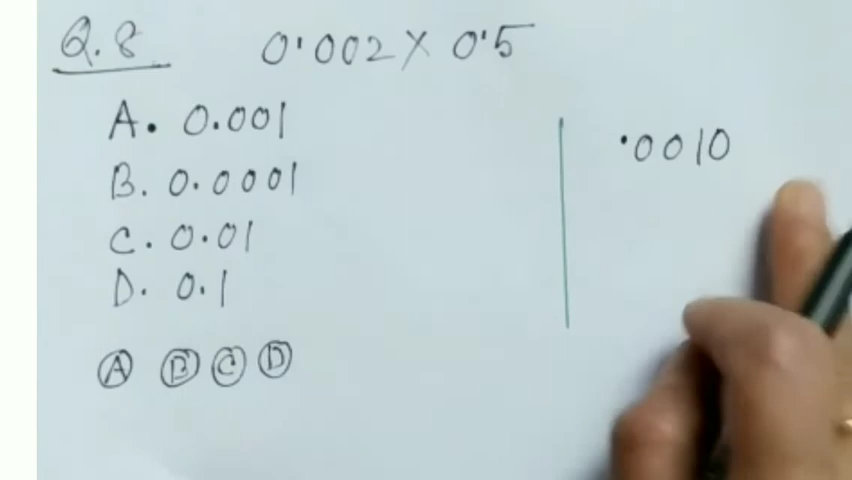 Q.8 0·002 × 0·5
A. 0.001
B. 0.0001
C. 0.01
D. 0.1
Ⓐ Ⓑ Ⓒ Ⓓ
·0010